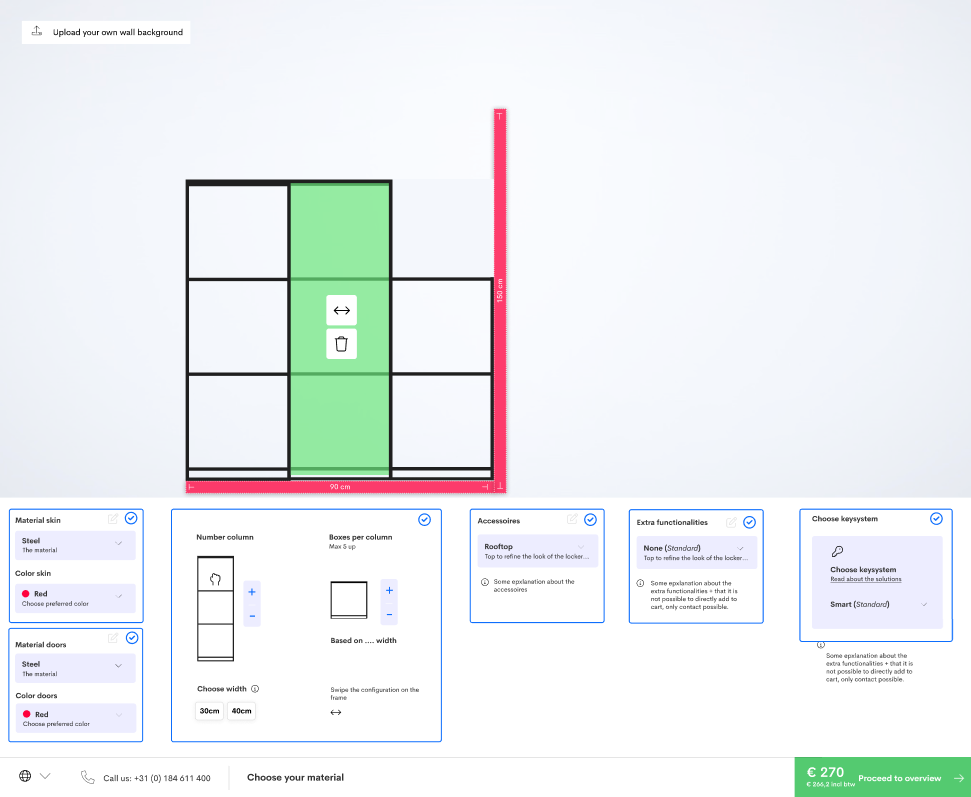 Upload your own wall background
150 cm
90 cm
Material skin
Steel
The material
Color skin
Red
Choose preferred color
Material doors
Steel
The material
Color doors
Red
Choose preferred color
Number column
Choose width
30cm
40cm
Boxes per column
Max 5 up
Based on .... width
Swipe the configuration on the
frame
Accessoires
Rooftop
Tap to refine the look of the locker...
Some epxlanation about the
accessoires
Extra functionalities
None (Standard)
Tap to refine the look of the locker...
Some epxlanation about the
extra functionalities + that it is
not possible to directly add to
cart, only contact possible.
Choose keysystem
Choose keysystem
Read about the solutions
Smart (Standard)
Some epxlanation about the
extra functionalities + that it is
not possible to directly add to
cart, only contact possible.
Call us: +31 (0) 184 611 400
Choose your material
€ 270
€ 266,2 incl btw
Proceed to overview